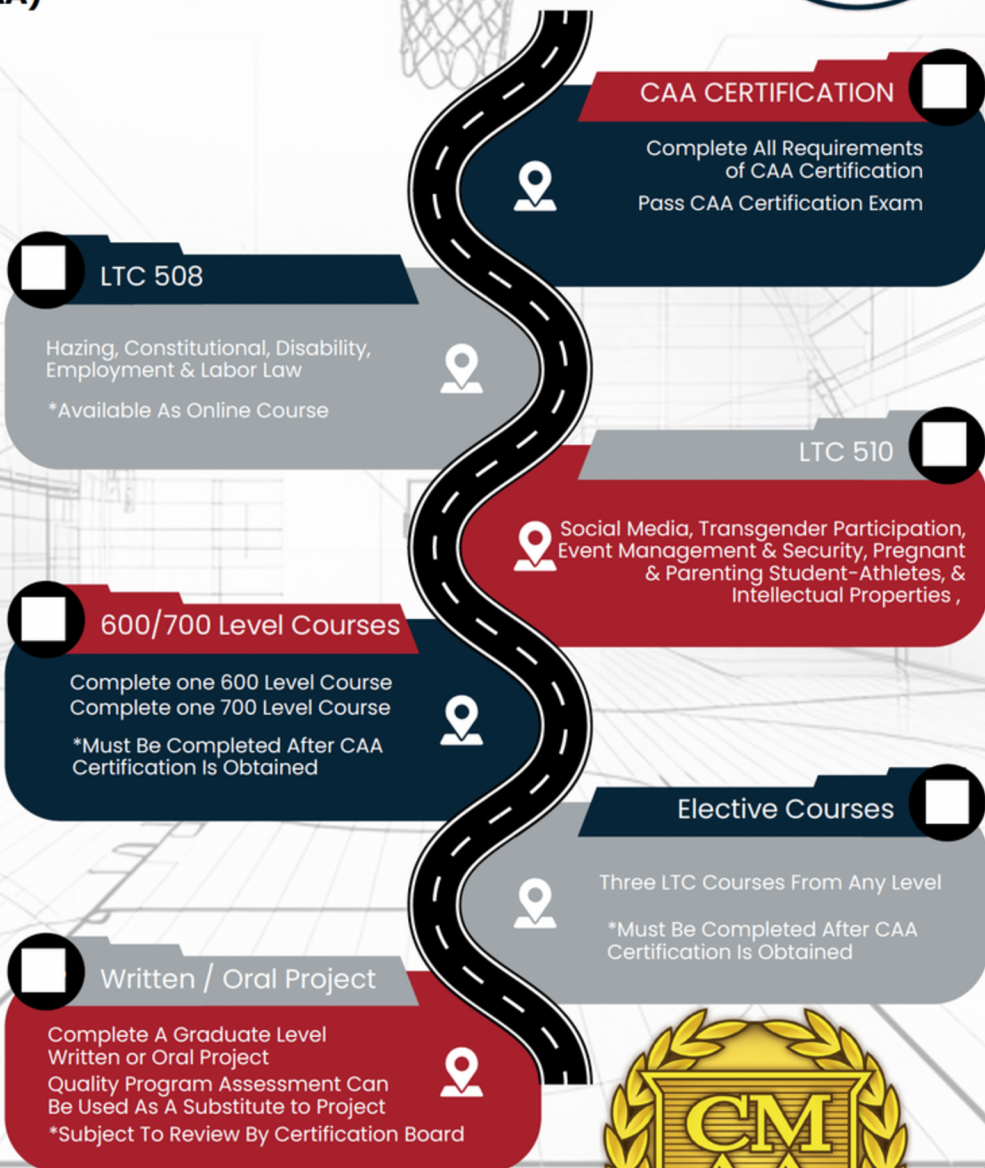 AA)
CAA CERTIFICATION
Complete All Requirements
of CAA Certification
Pass CAA Certification Exam
LTC 508
Hazing, Constitutional, Disability,
Employment & Labor Law
*Available As Online Course
LTC 510
Social Media, Transgender Participation,
Event Management & Security, Pregnant
& Parenting Student-Athletes, &
Intellectual Properties ,
600/700 Level Courses
Complete one 600 Level Course
Complete one 700 Level Course
*Must Be Completed After CAA
Certification Is Obtained
Elective Courses
Three LTC Courses From Any Level
*Must Be Completed After CAA
Certification Is Obtained
Written / Oral Project
Complete A Graduate Level
Written or Oral Project
Quality Program Assessment Can
Be Used As A Substitute to Project
*Subject To Review By Certification Board
CM